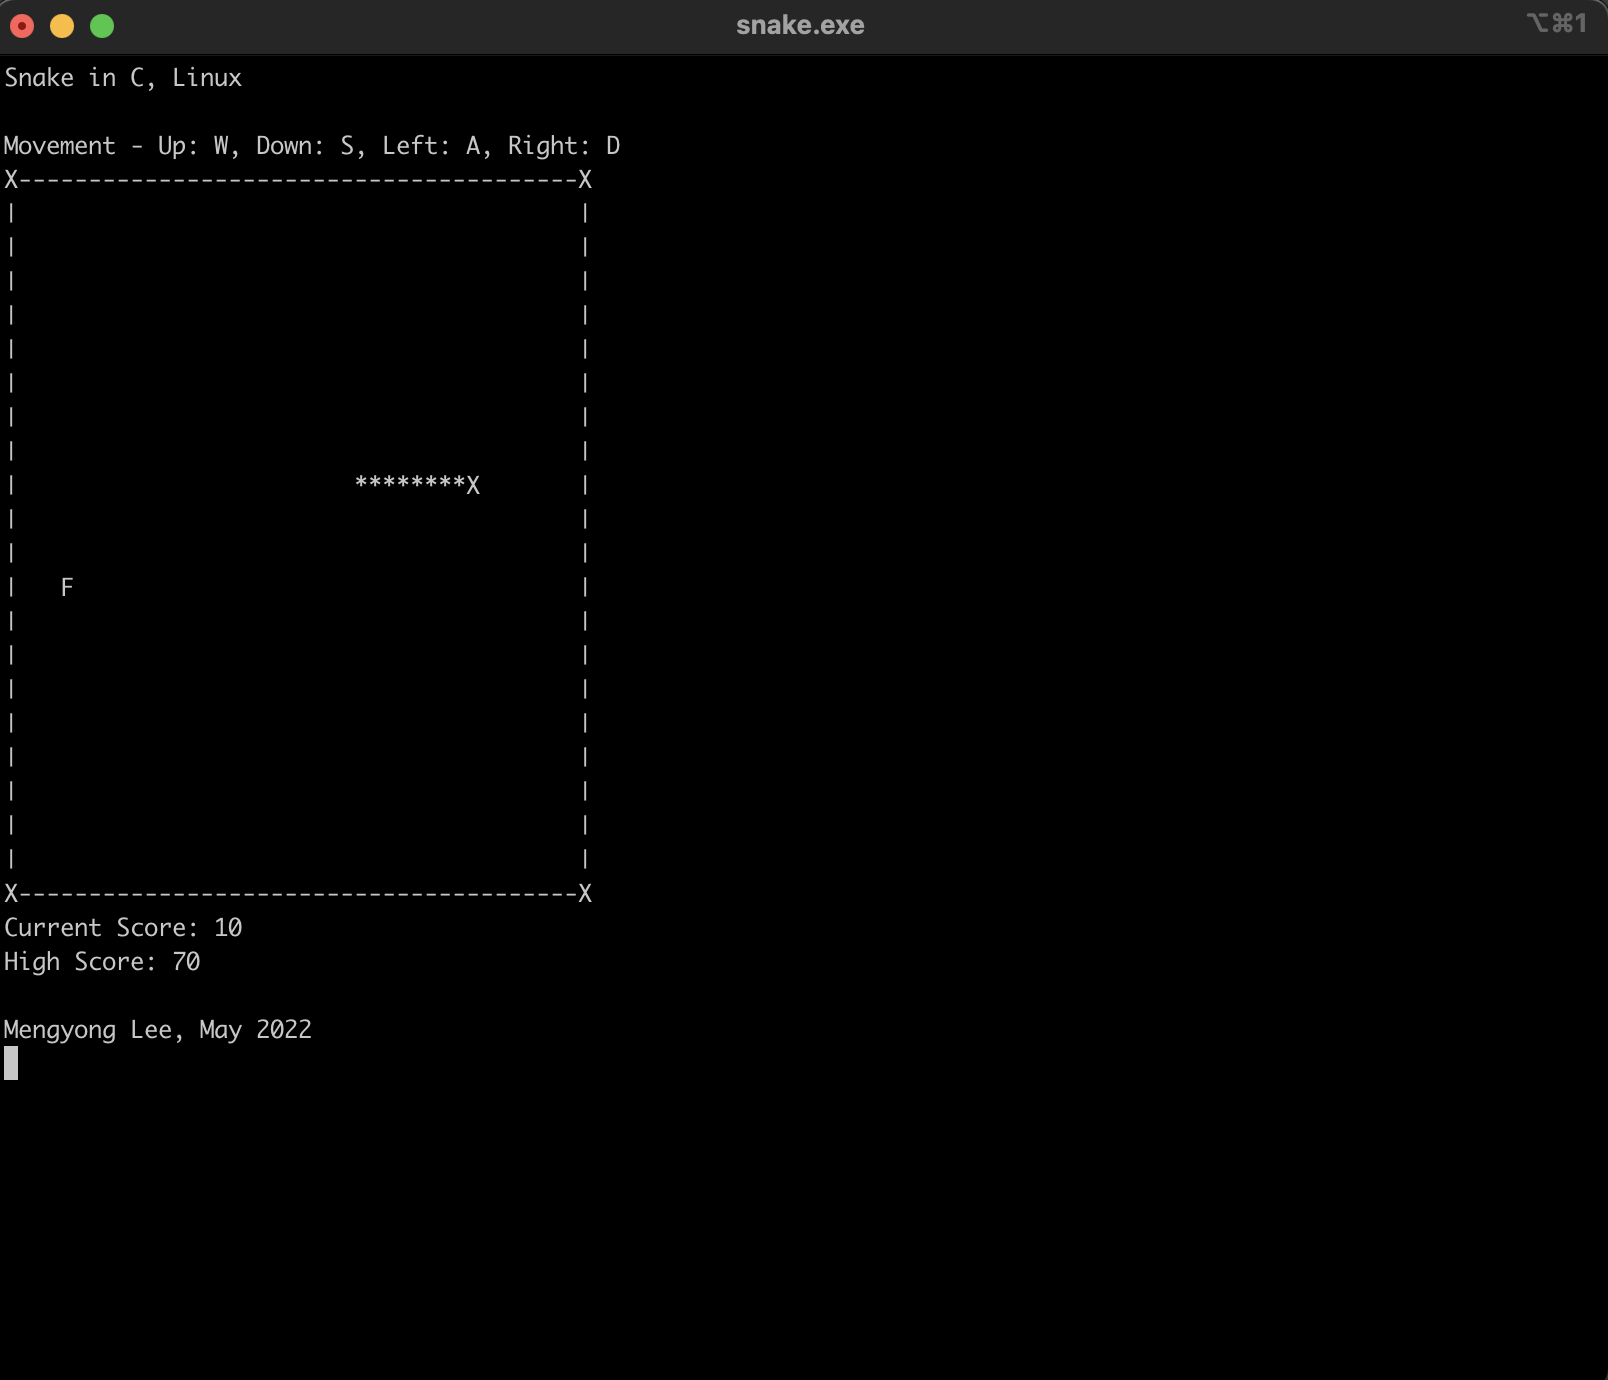 snake.exe
⌥⌘1
Snake in C, Linux
Movement - Up: W, Down: S, Left: A, Right: D
X----------------------------------------X
|                                        |
|                                        |
|                                        |
|                                        |
|                                        |
|                                        |
|                                        |
|                                        |
|                        ********X       |
|                                        |
|                                        |
|   F                                    |
|                                        |
|                                        |
|                                        |
|                                        |
|                                        |
|                                        |
|                                        |
|                                        |
X----------------------------------------X
Current Score: 10
High Score: 70
Mengyong Lee, May 2022